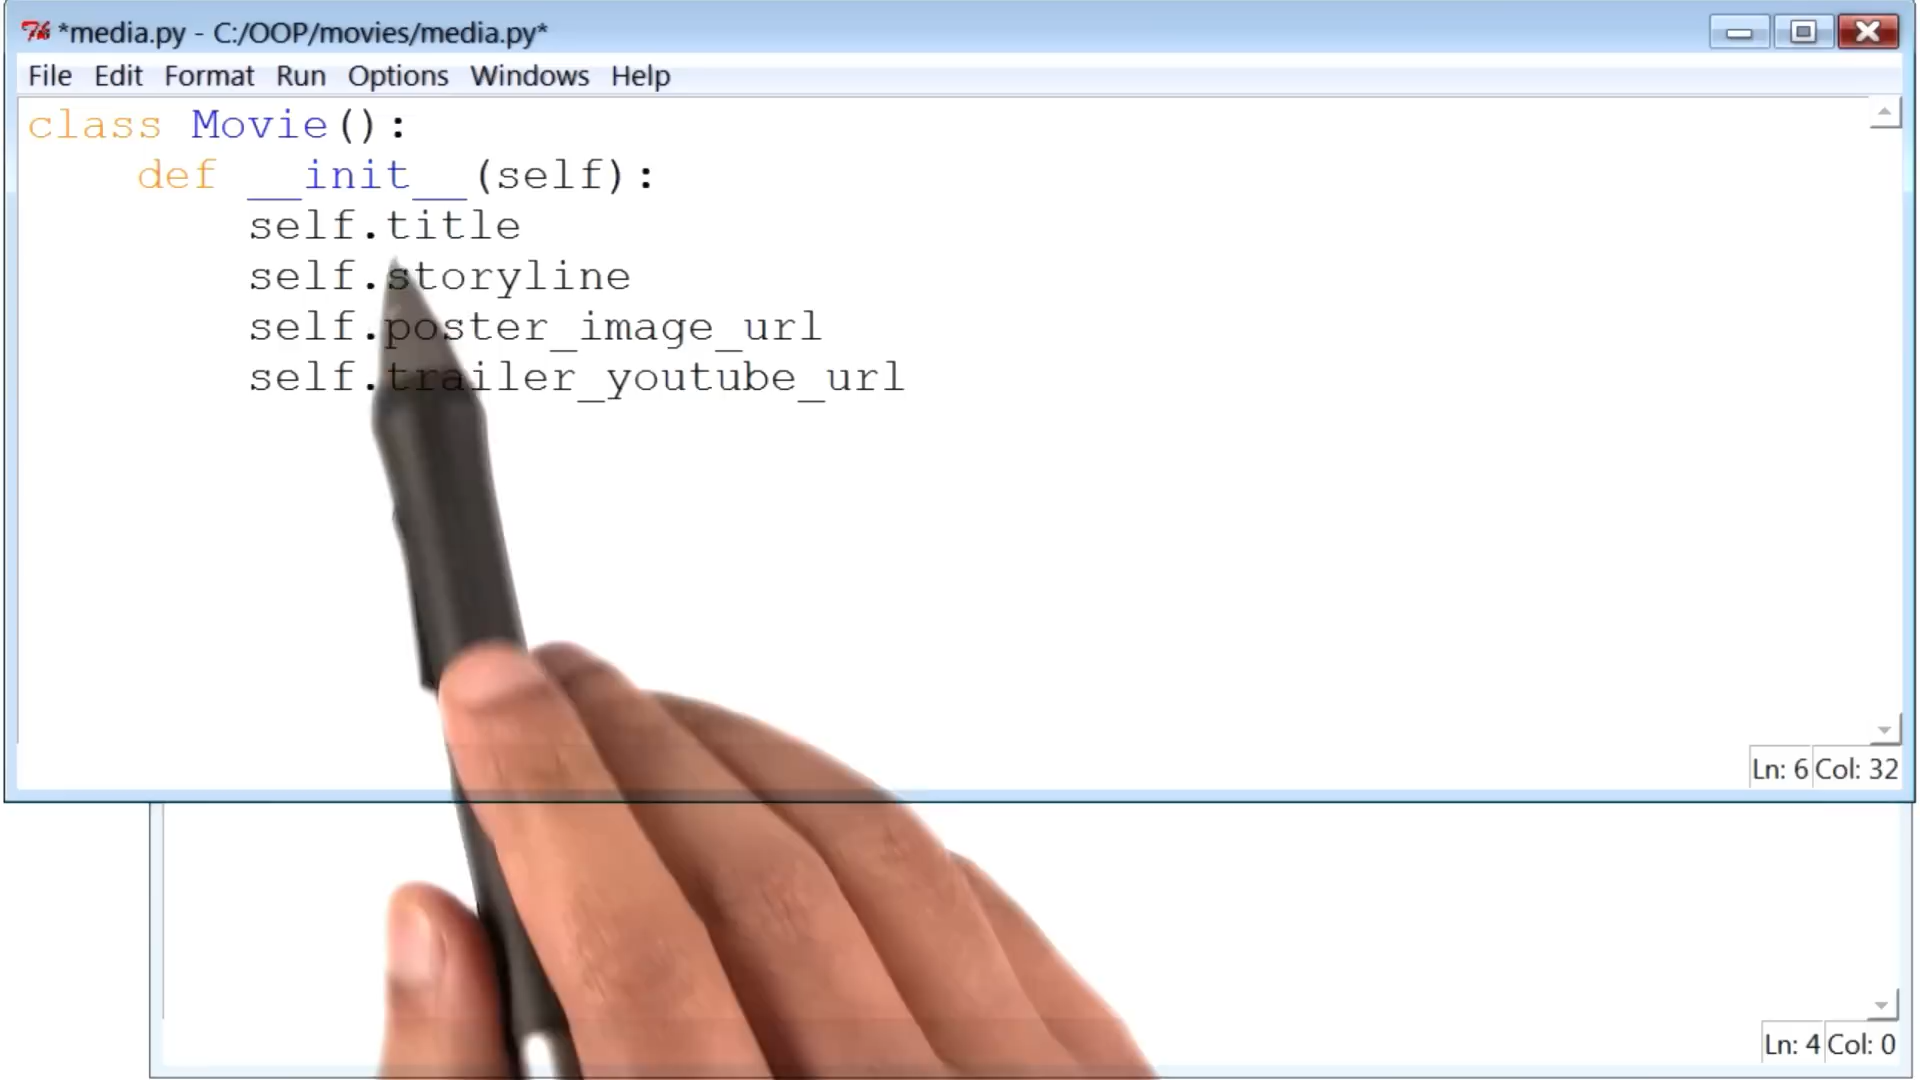 *media.py - C:/OOP/movies/media.py*
File Edit Format Run Options Windows Help
class Movie():
    def __init__(self):
        self.title
        self.storyline
        self.poster_image_url
        self.trailer_youtube_url
Ln: 6 Col: 32
Ln: 4 Col: 0